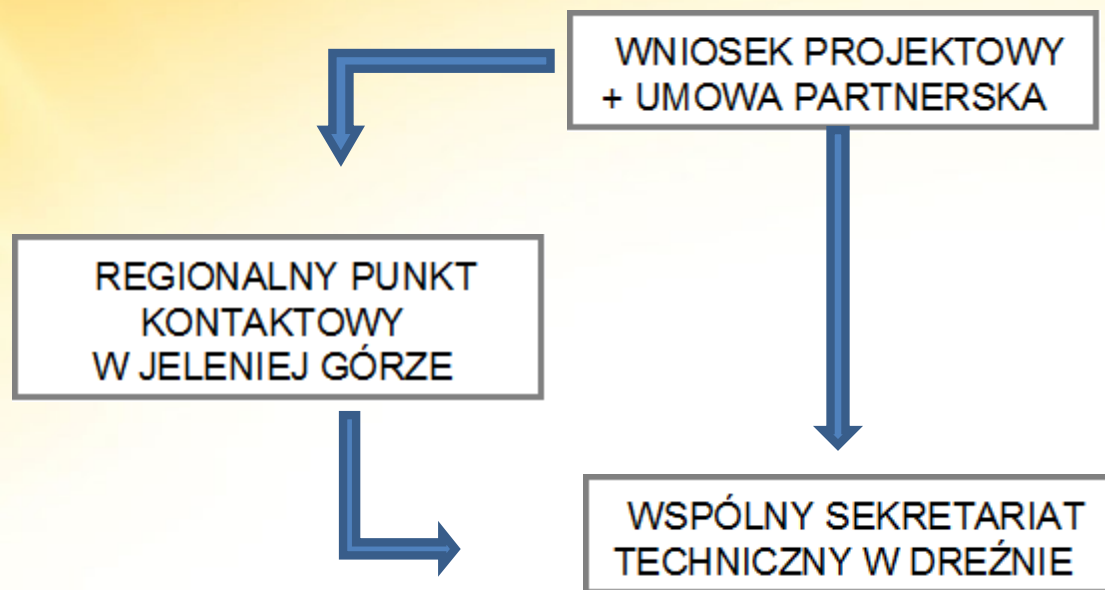 WNIOSEK PROJEKTOWY
+ UMOWA PARTNERSKA
REGIONALNY PUNKT
KONTAKTOWY
W JELENIEJ GÓRZE
WSPÓLNY SEKRETARIAT
TECHNICZNY W DREŹNIE